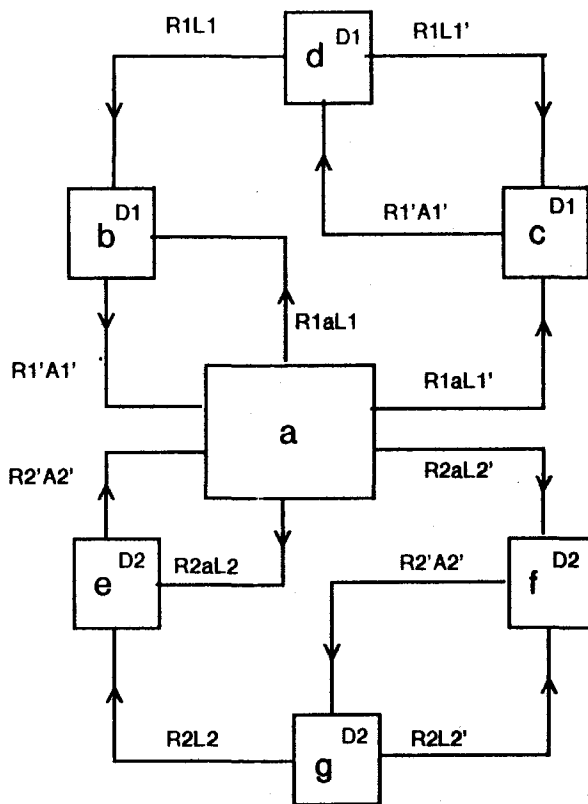 R1L1
D1
d
R1L1'
D1
b
R1'A1'
D1
c
R1aL1
R1'A1'
R1aL1'
a
R2'A2'
R2aL2'
D2
e
R2aL2
R2'A2'
D2
f
R2L2
D2
g
R2L2'